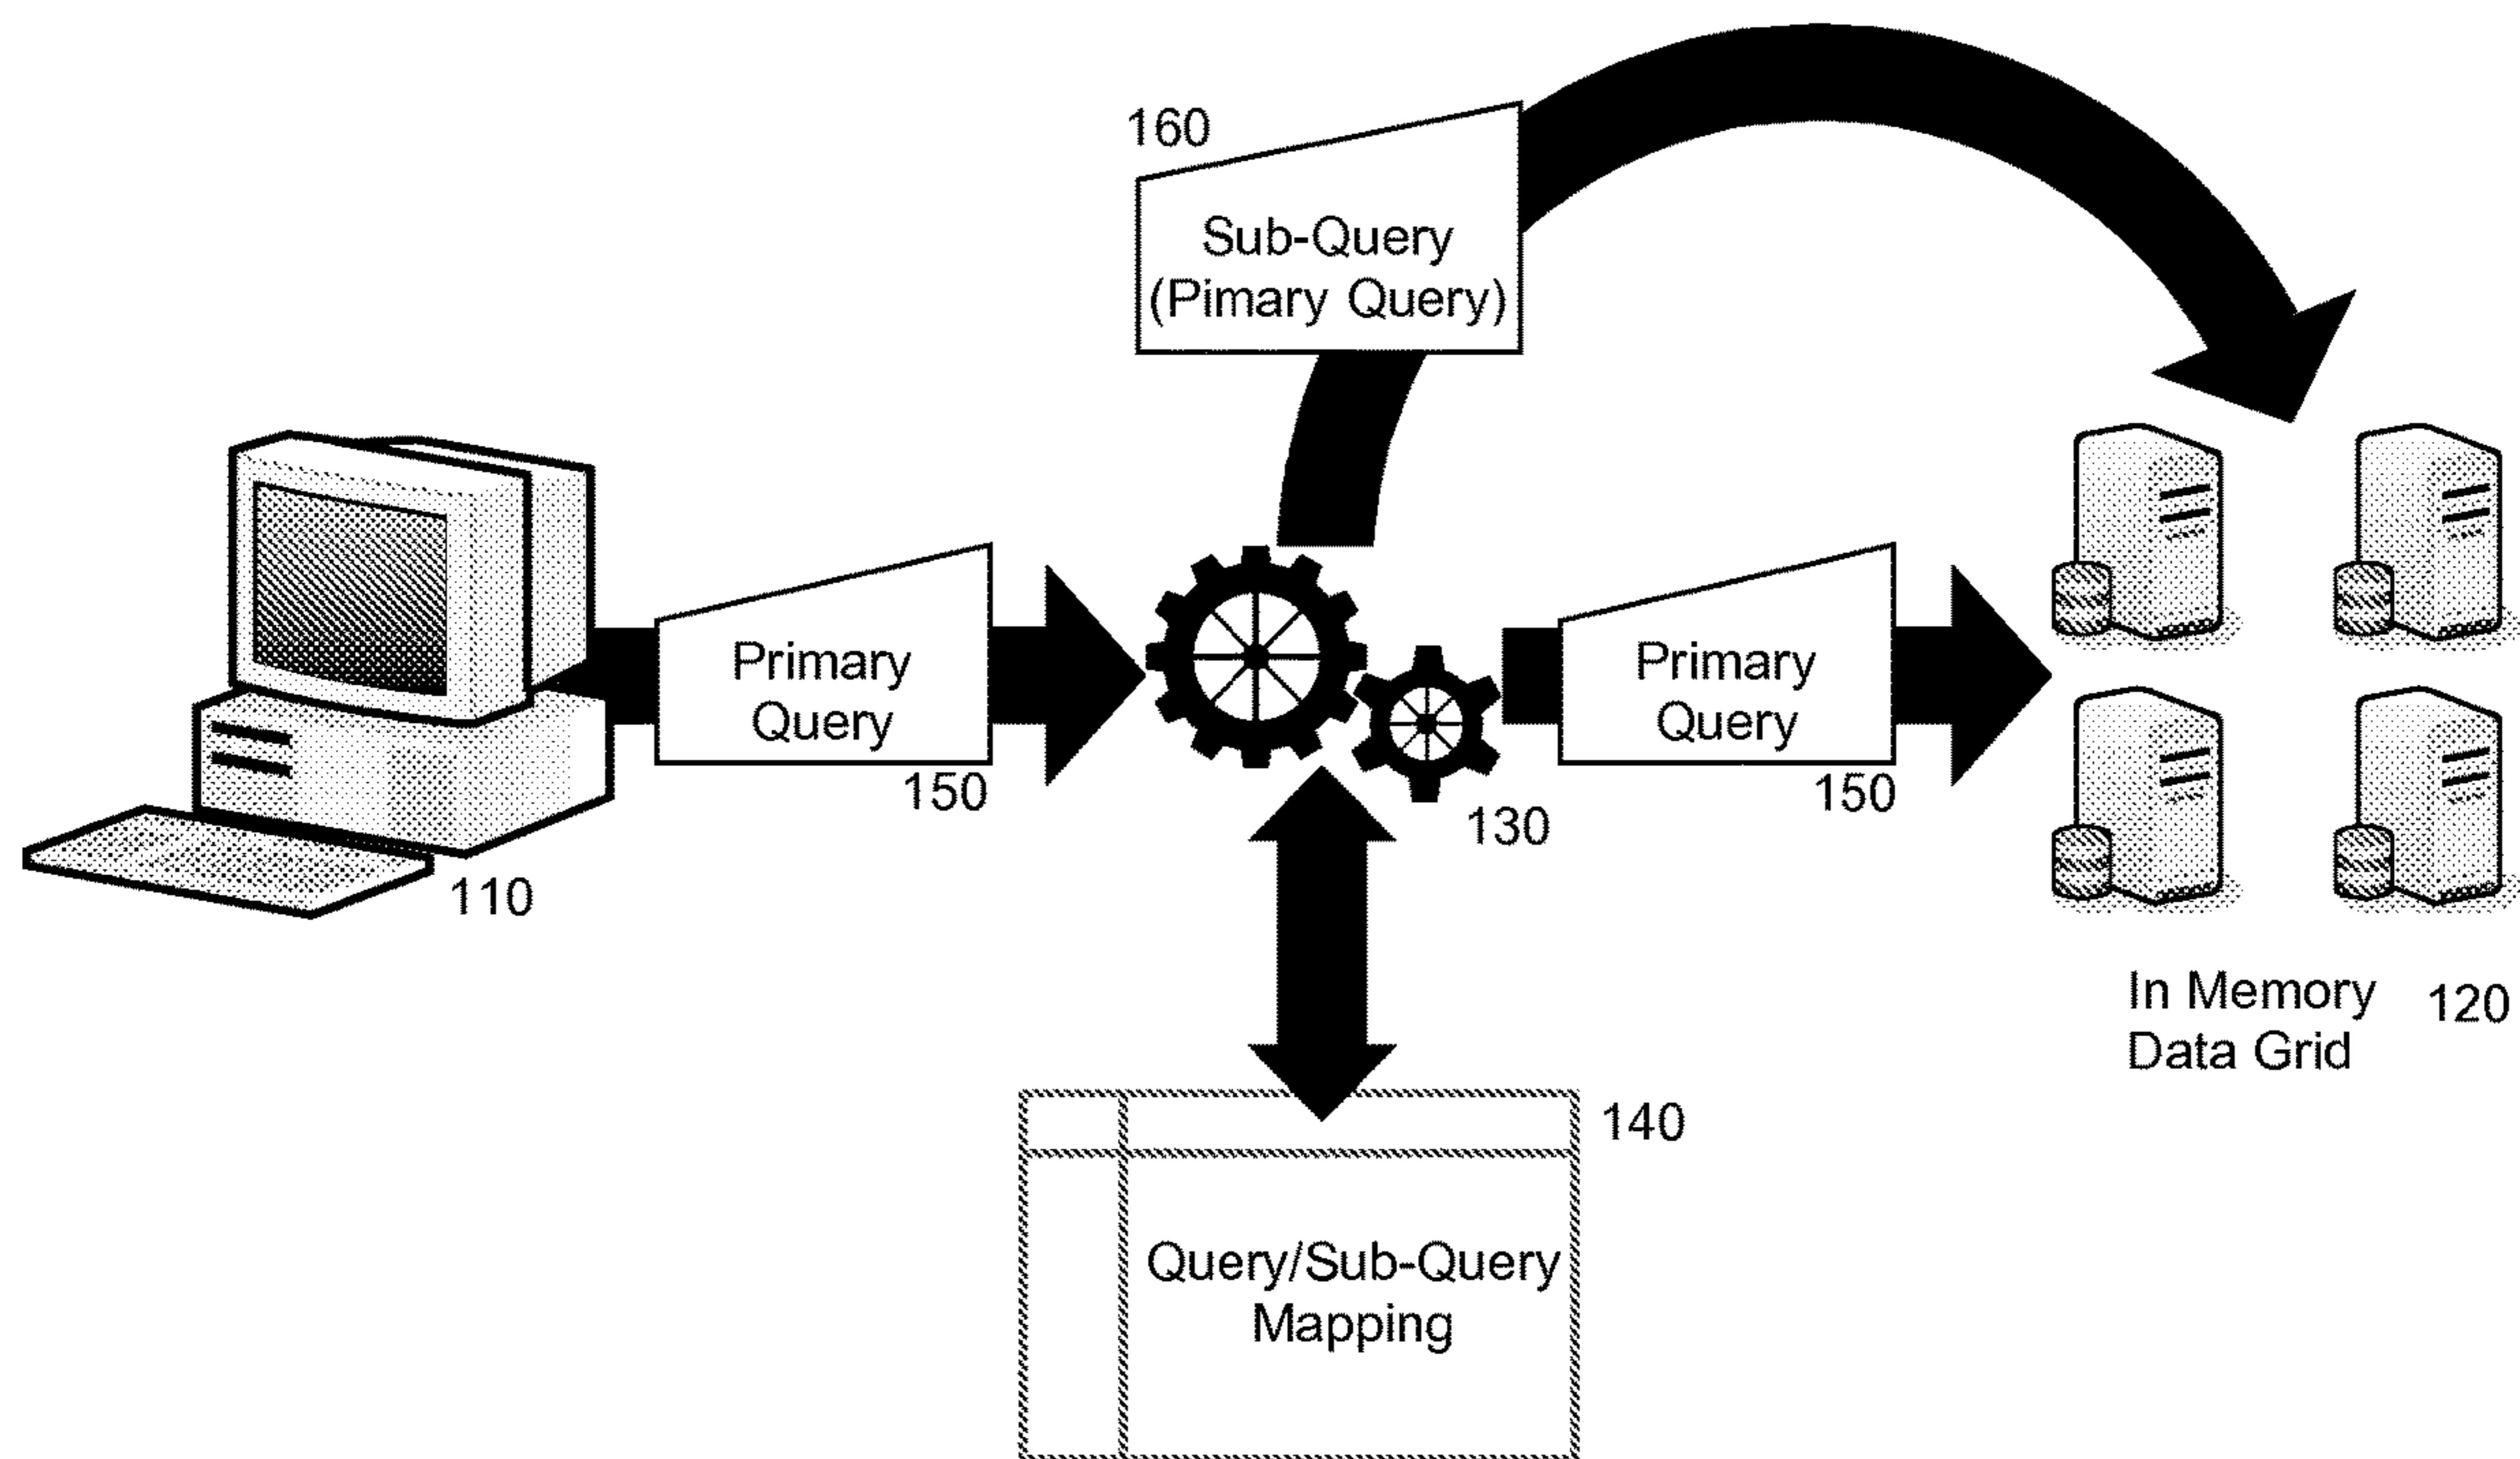 160
Sub-Query
(Pimary Query)
Primary
Query
150
130
Primary
Query
150
110
In Memory
Data Grid
120
140
Query/Sub-Query
Mapping